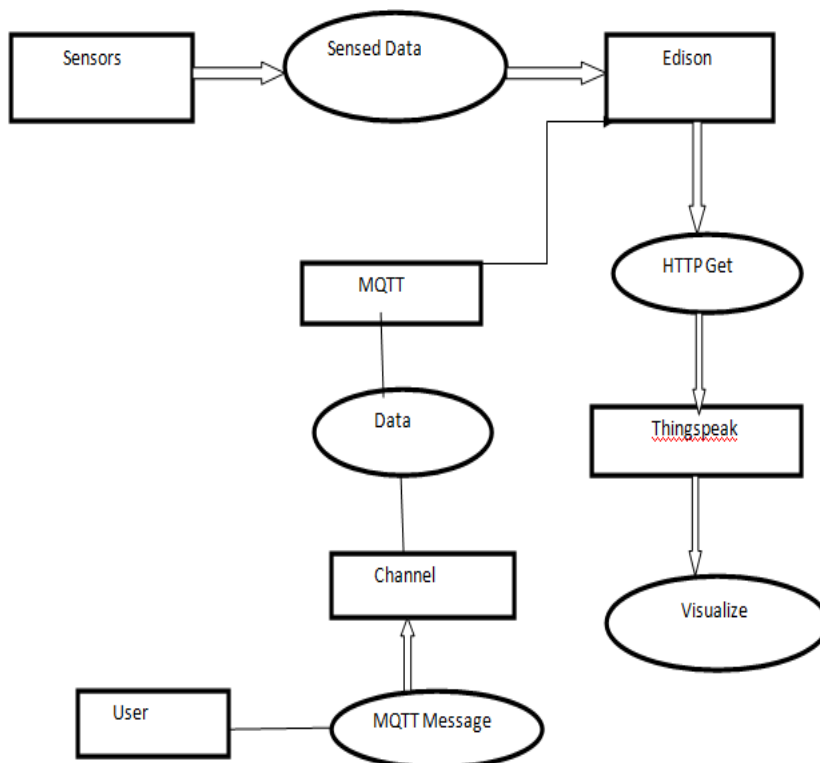 Sensors
Sensed Data
Edison
HTTP Get
MQTT
Data
Thingspeak
Channel
Visualize
User
MQTT Message